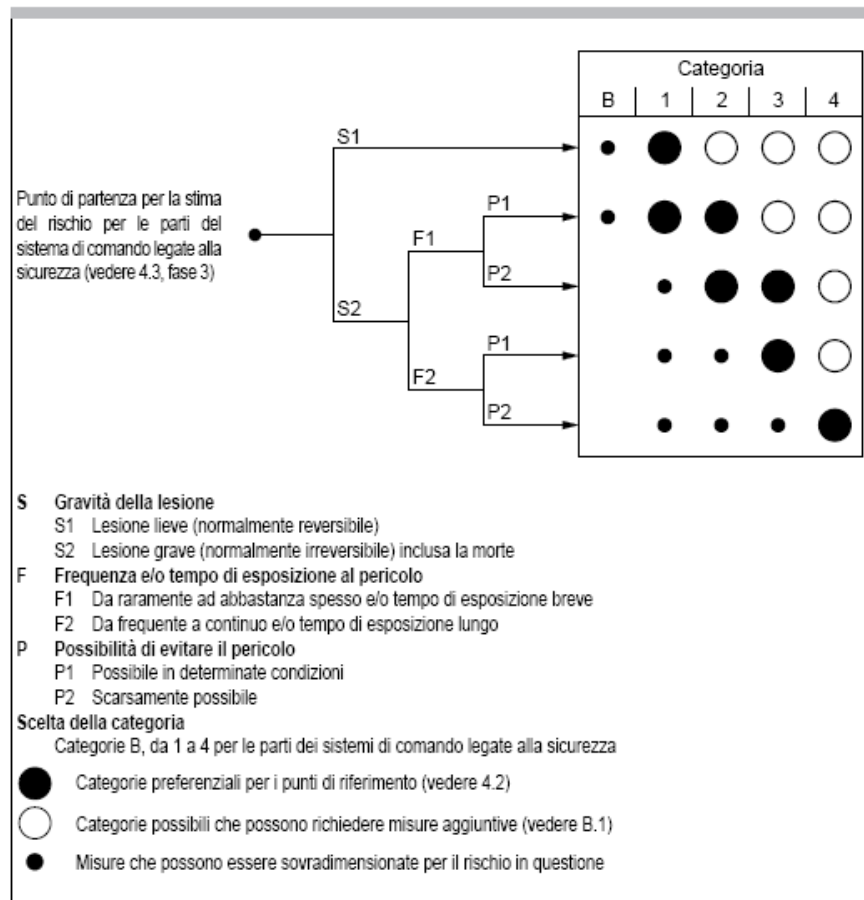 Categoria
B 1 2 3 4
S1
Punto di partenza per la stima
del rischio per le parti del
sistema di comando legate alla
sicurezza (vedere 4.3, fase 3)
P1
F1
P2
S2
P1
F2
P2
S Gravità della lesione
S1 Lesione lieve (normalmente reversibile)
S2 Lesione grave (normalmente irreversibile) inclusa la morte
F Frequenza e/o tempo di esposizione al pericolo
F1 Da raramente ad abbastanza spesso e/o tempo di esposizione breve
F2 Da frequente a continuo e/o tempo di esposizione lungo
P Possibilità di evitare il pericolo
P1 Possibile in determinate condizioni
P2 Scarsamente possibile
Scelta della categoria
Categorie B, da 1 a 4 per le parti dei sistemi di comando legate alla sicurezza
Categorie preferenziali per i punti di riferimento (vedere 4.2)
Categorie possibili che possono richiedere misure aggiuntive (vedere B.1)
Misure che possono essere sovradimensionate per il rischio in questione